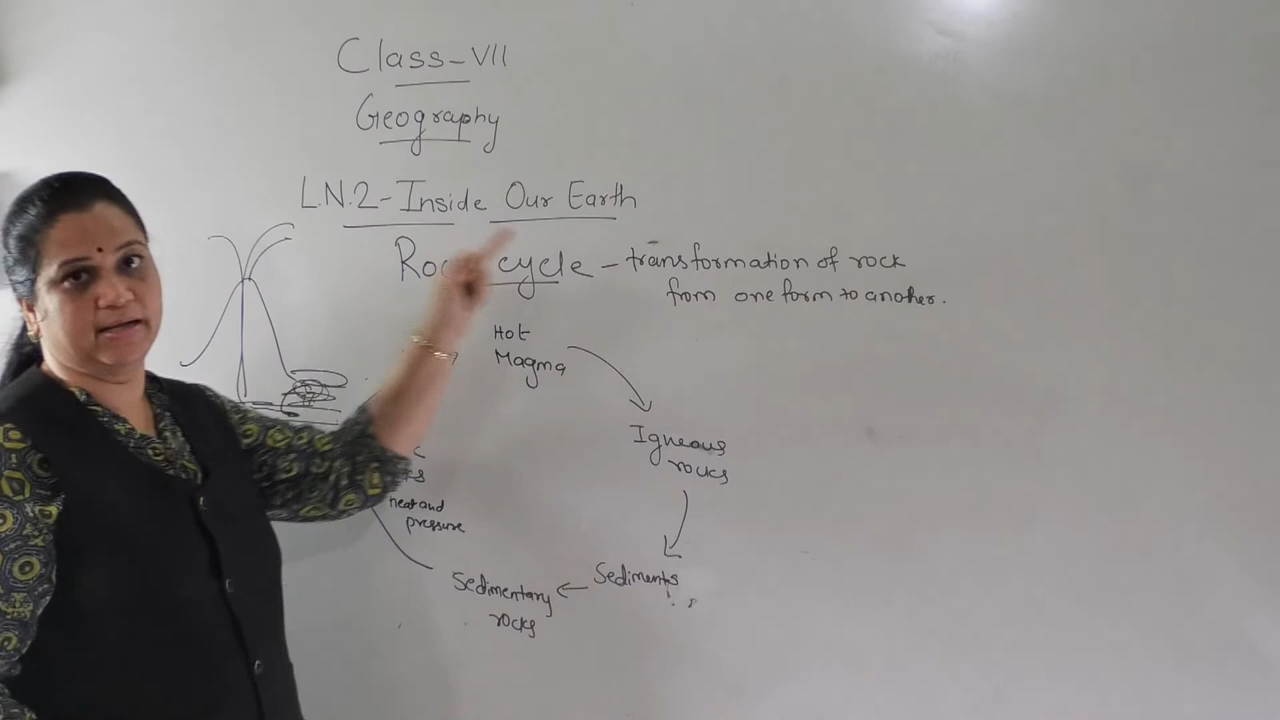 Class-VII
Geography
L.N.2-Inside Our Earth
cycle - transformation of rock
from one form to another.
Hot
Magma
Igneous
rocks
heat and
pressure
Sediments
Sedimentary
rocks